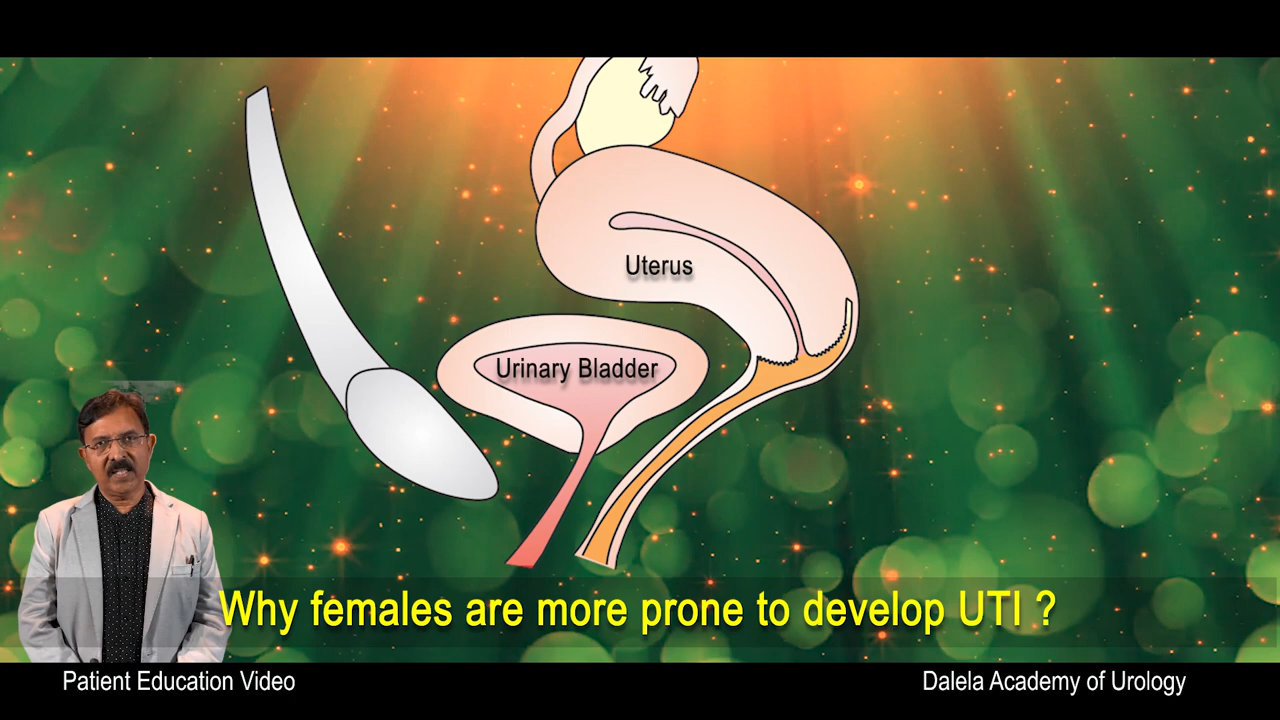 Uterus
Urinary Bladder
Why females are more prone to develop UTI ?
Patient Education Video
Dalela Academy of Urology